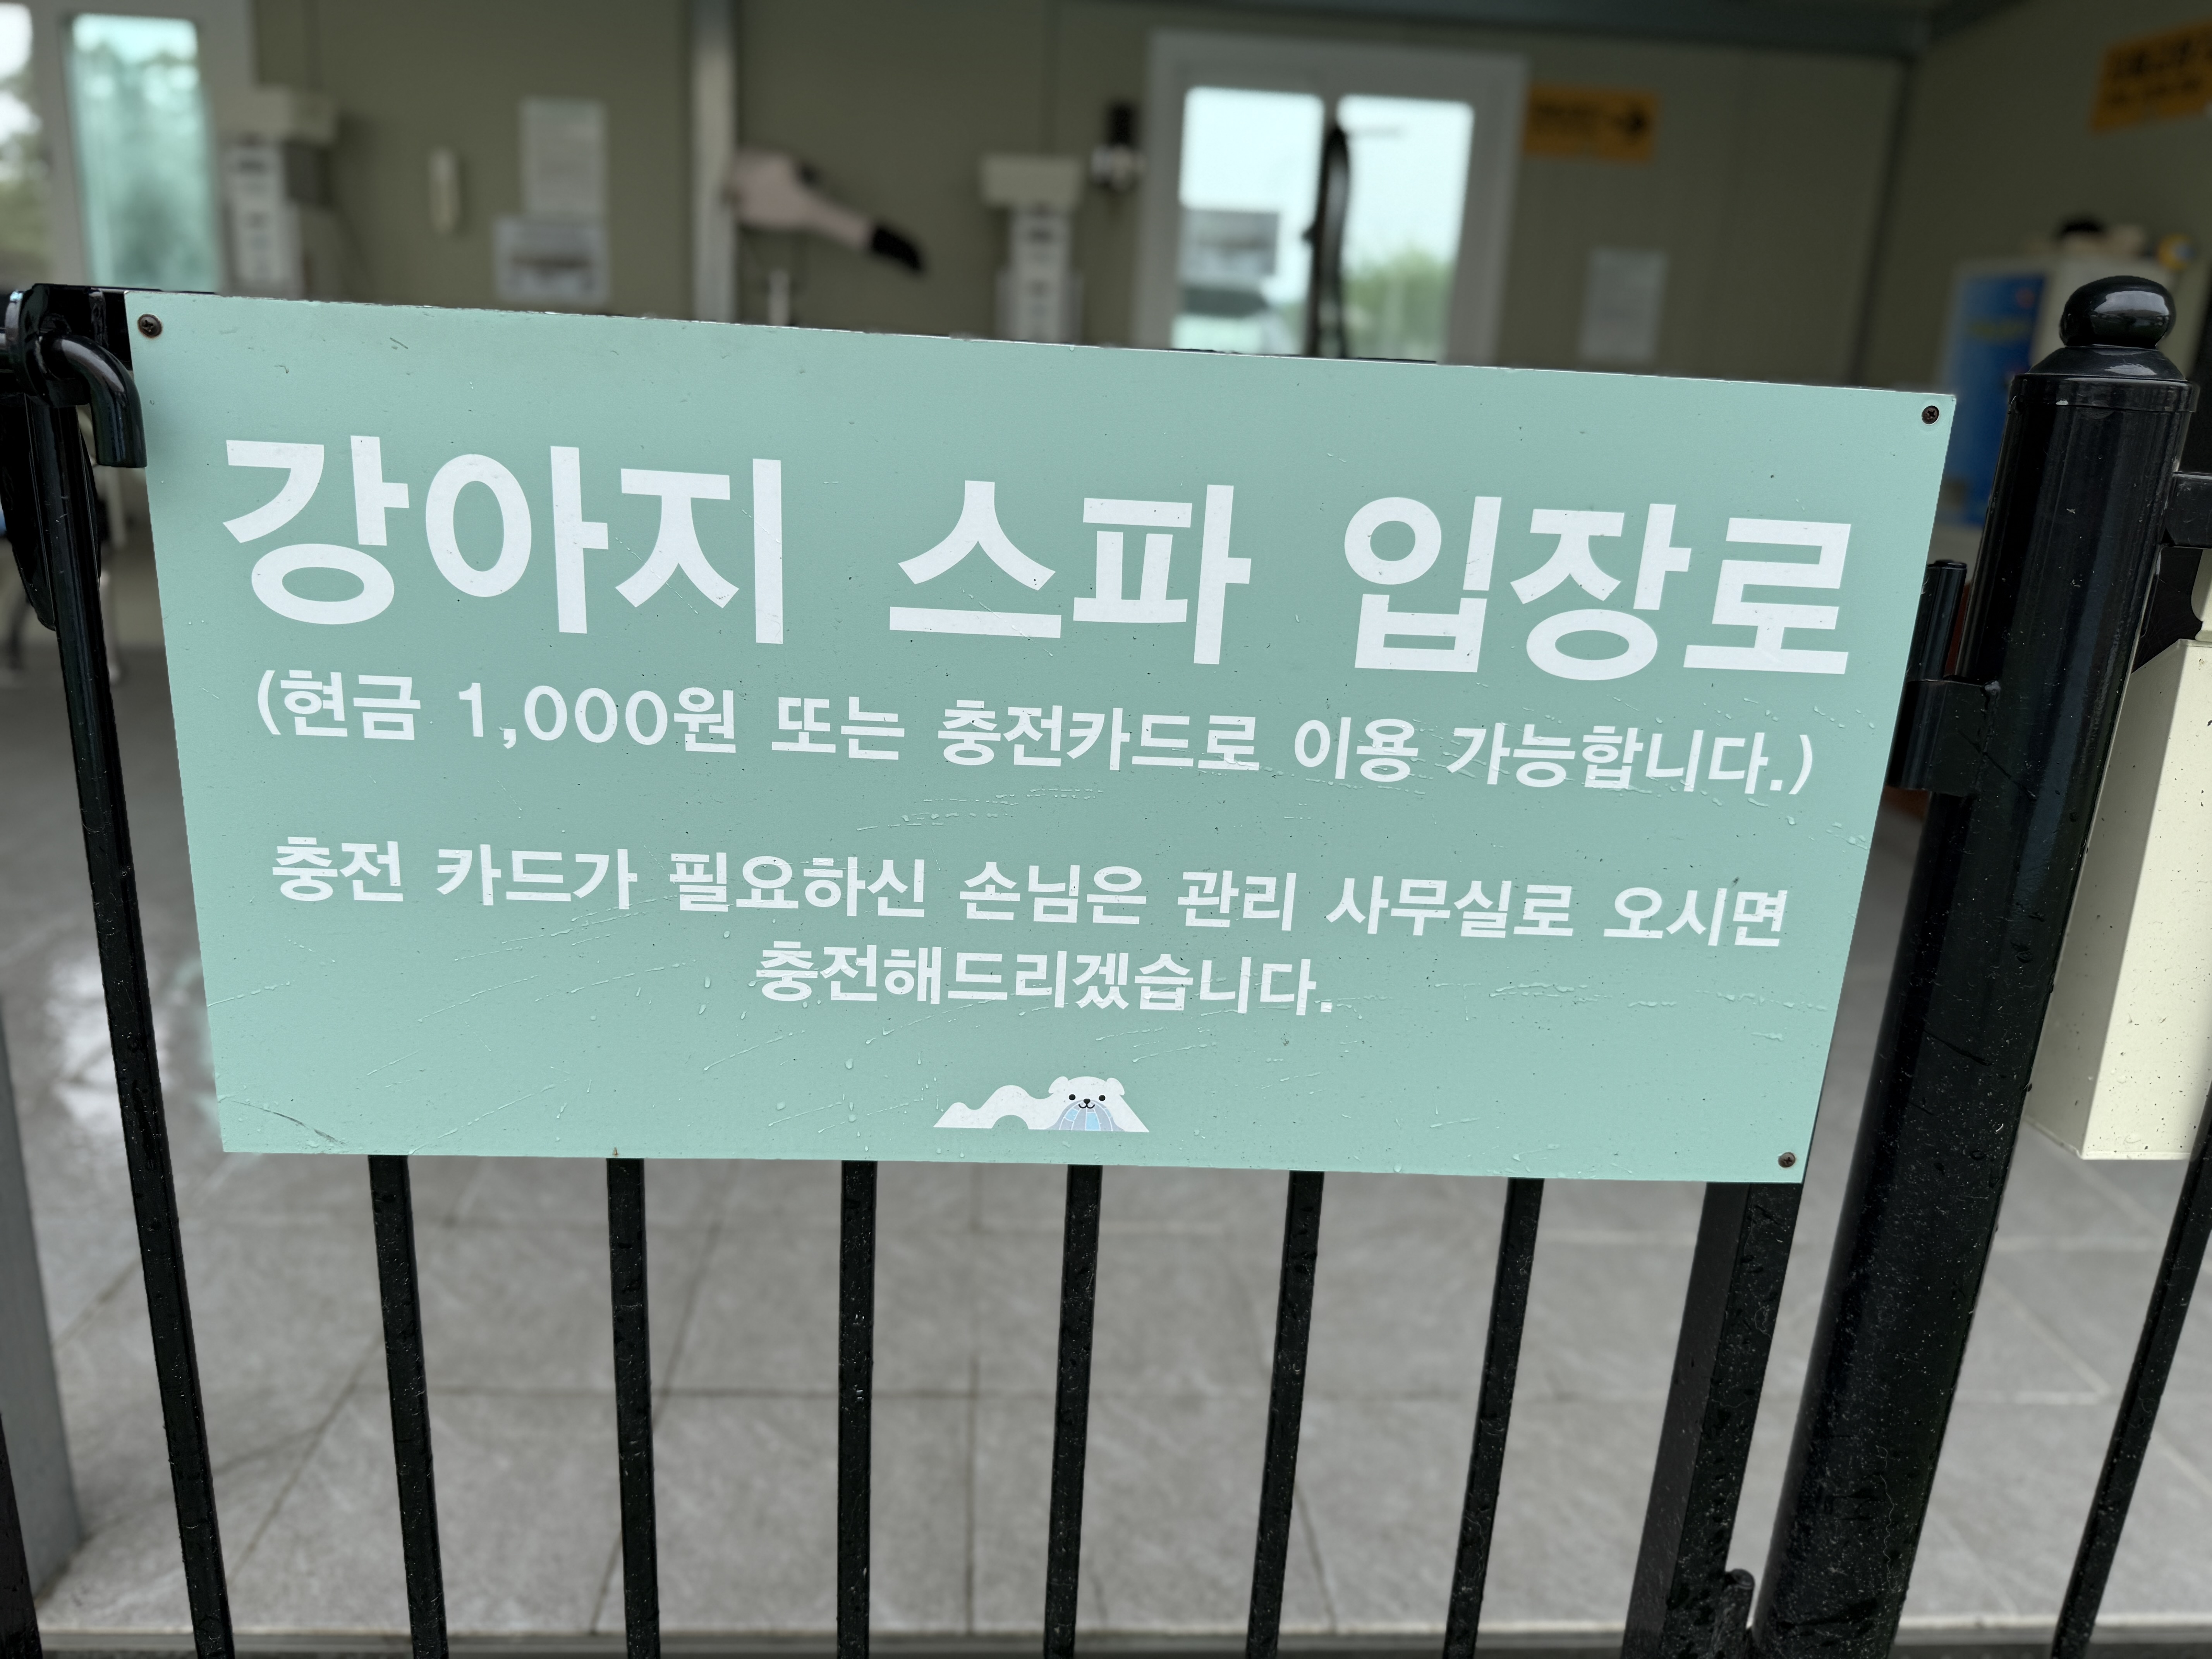 강아지 스파 입장로
(현금 1,000원 또는 충전카드로 이용 가능합니다.)
충전 카드가 필요하신 손님은 관리 사무실로 오시면
충전해드리겠습니다.